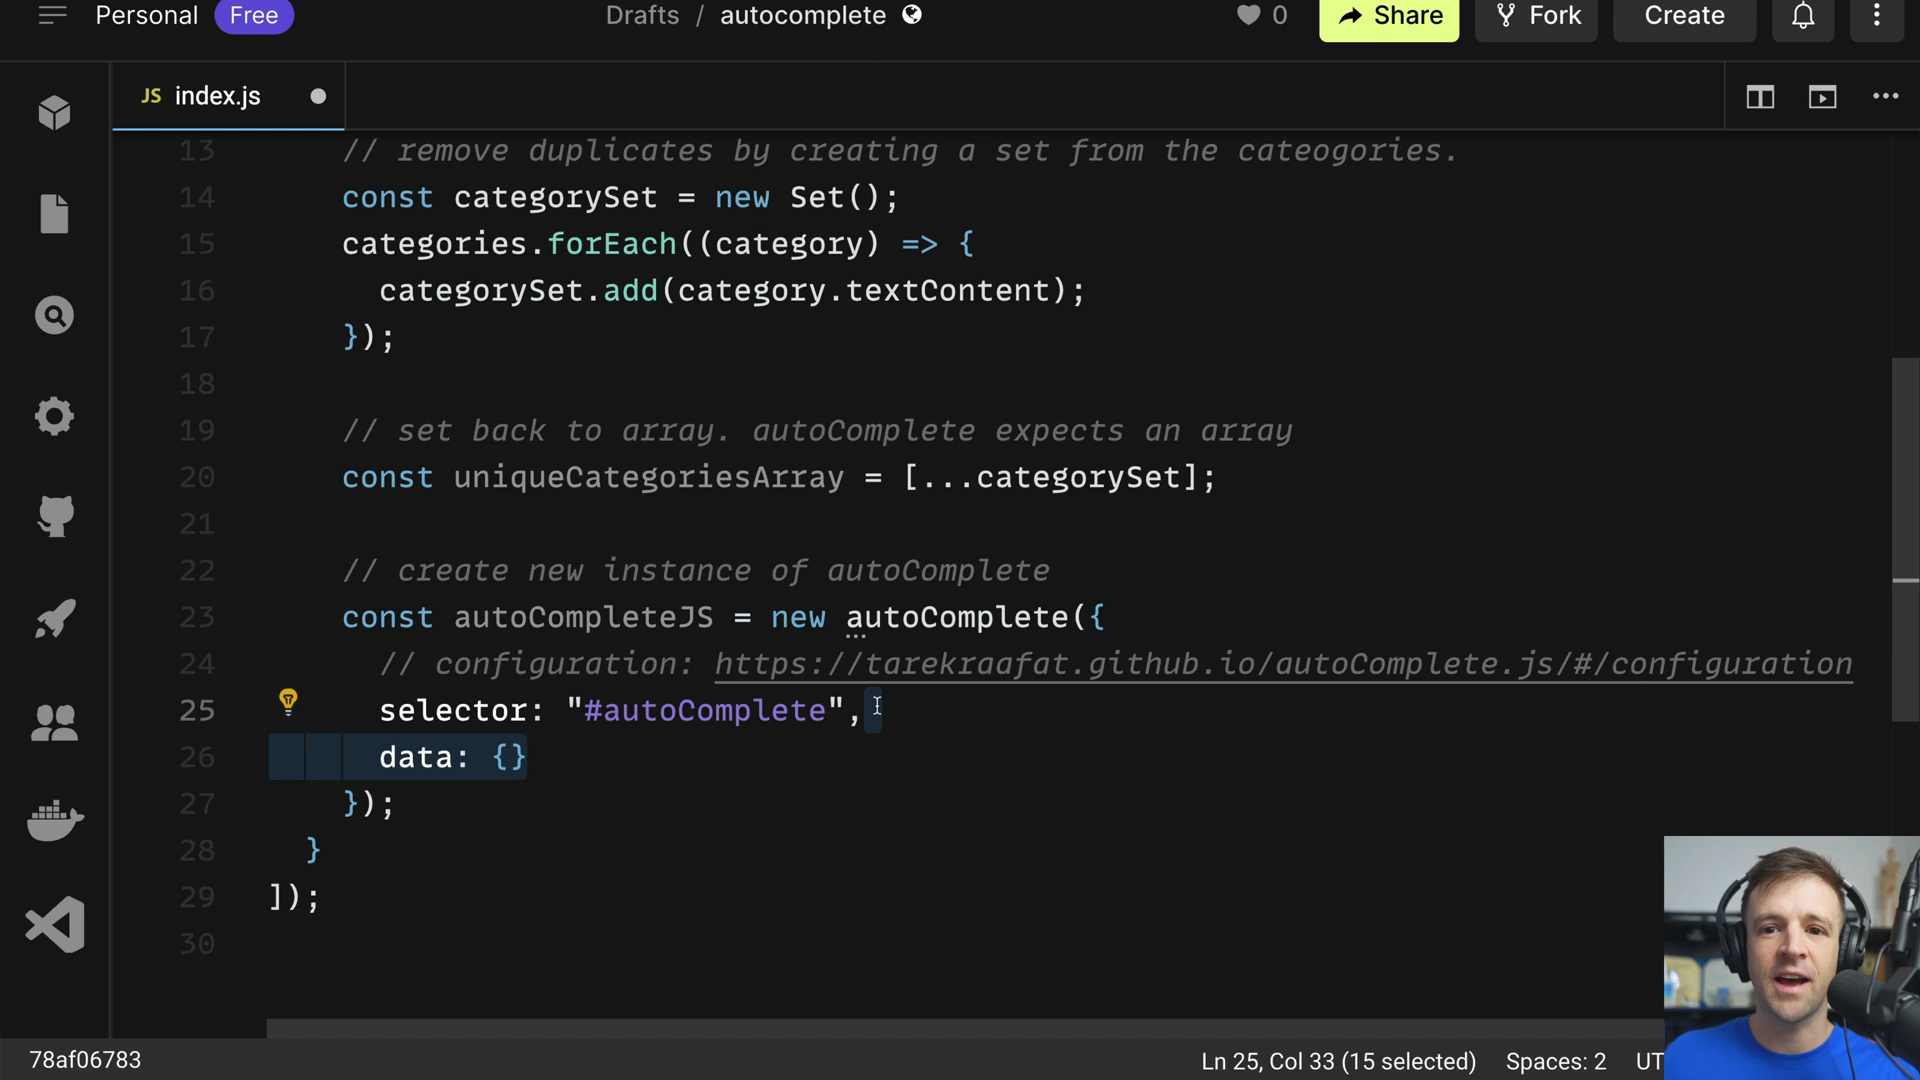 Personal Free Drafts / autocomplete 0 Share Fork Create
JS index.js
13 // remove duplicates by creating a set from the cateogories.
14 const categorySet = new Set();
15 categories.forEach((category) => {
16 categorySet.add(category.textContent);
17 });
18
19 // set back to array. autoComplete expects an array
20 const uniqueCategoriesArray = [...categorySet];
21
22 // create new instance of autoComplete
23 const autoCompleteJS = new autoComplete({
24 // configuration: https://tarekraafat.github.io/autoComplete.js/#/configuration
25 selector: "#autoComplete",
26 data: {}
27 });
28 }
29 ]);
30
78af06783 Ln 25, Col 33 (15 selected) Spaces: 2 UT